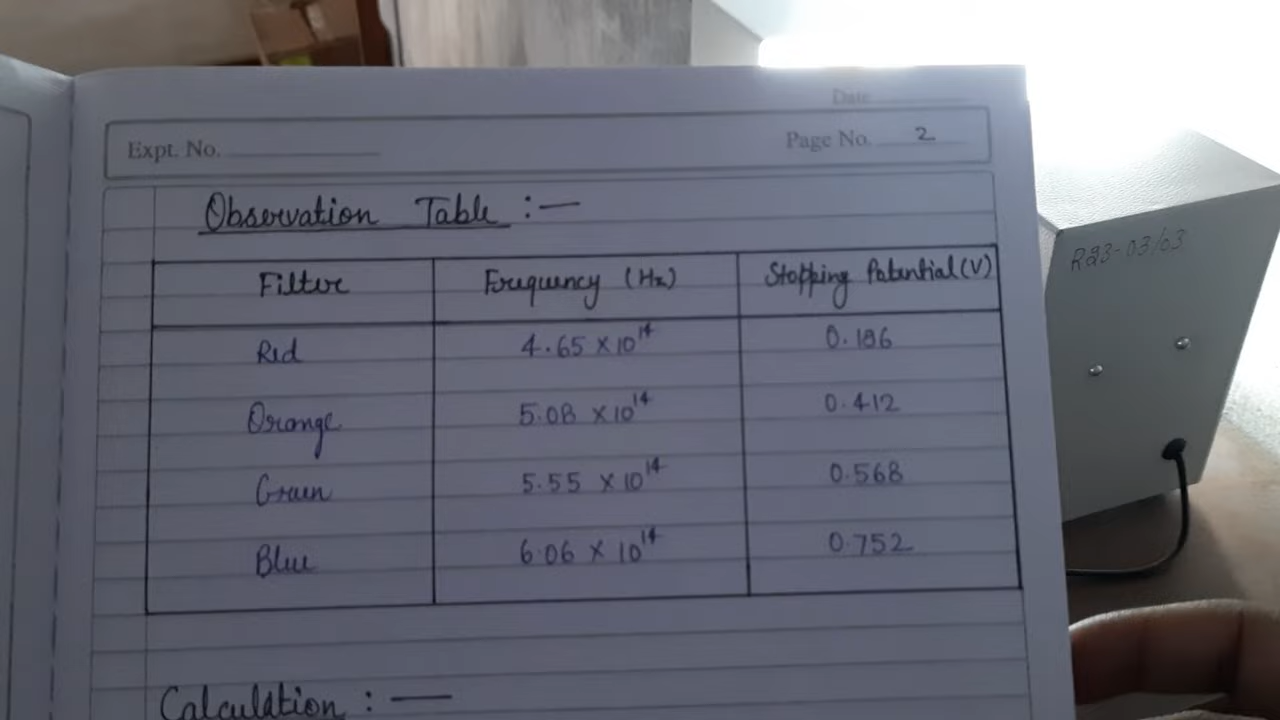 Date
Expt. No.
Page No. 2
Observation Table :—
Filter Frequency (Hz) Stopping Potential (V)
Red 4.65 × 10¹⁴ 0.186
Orange 5.08 × 10¹⁴ 0.412
Green 5.55 × 10¹⁴ 0.568
Blue 6.06 × 10¹⁴ 0.752
Calculation : —
R23-03/03